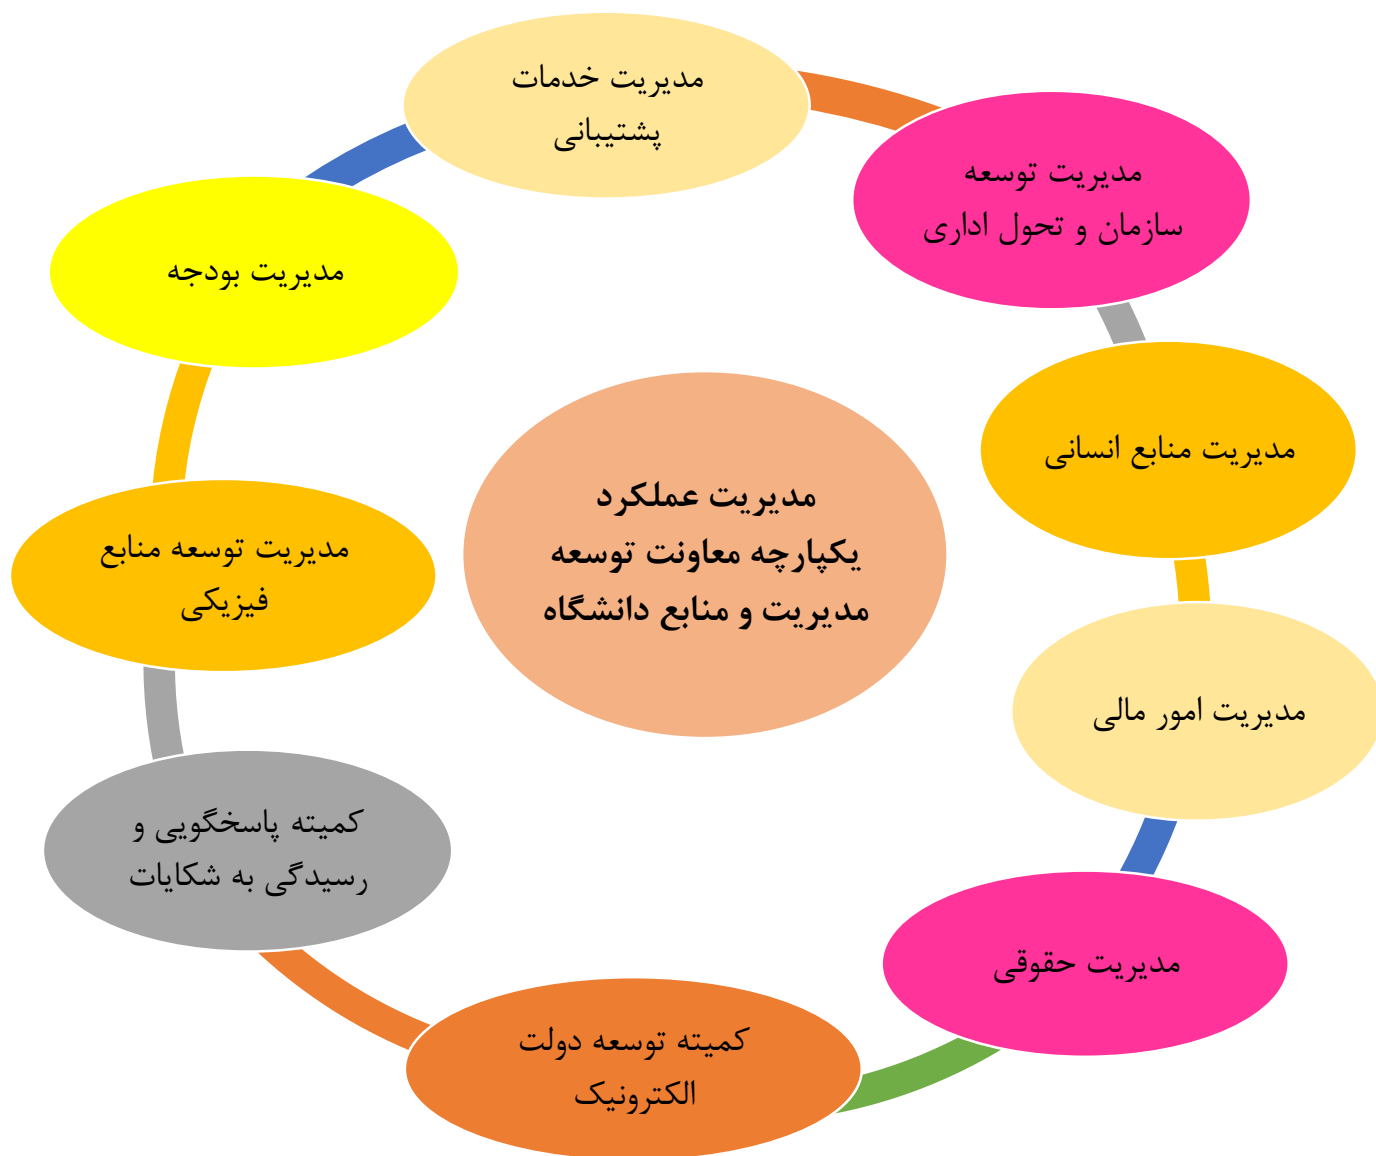 مدیریت خدمات
پشتیبانی
مدیریت توسعه
سازمان و تحول اداری
مدیریت بودجه
مدیریت منابع انسانی
مدیریت عملکرد
یکپارچه معاونت توسعه
مدیریت و منابع دانشگاه
مدیریت توسعه منابع
فیزیکی
مدیریت امور مالی
کمیته پاسخگویی و
رسیدگی به شکایات
مدیریت حقوقی
کمیته توسعه دولت
الکترونیک